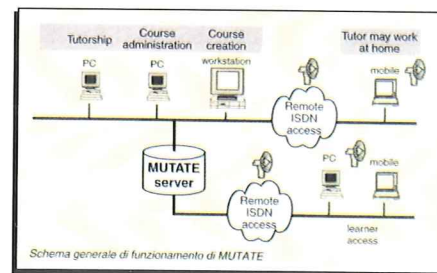 Tutorship
Course
administration
Course
creation
Tutor may work
at home
PC
PC
workstation
mobile
Remote
ISDN
access
MUTATE
server
PC
mobile
Remote
ISDN
access
learner
access
Schema generale di funzionamento di MUTATE